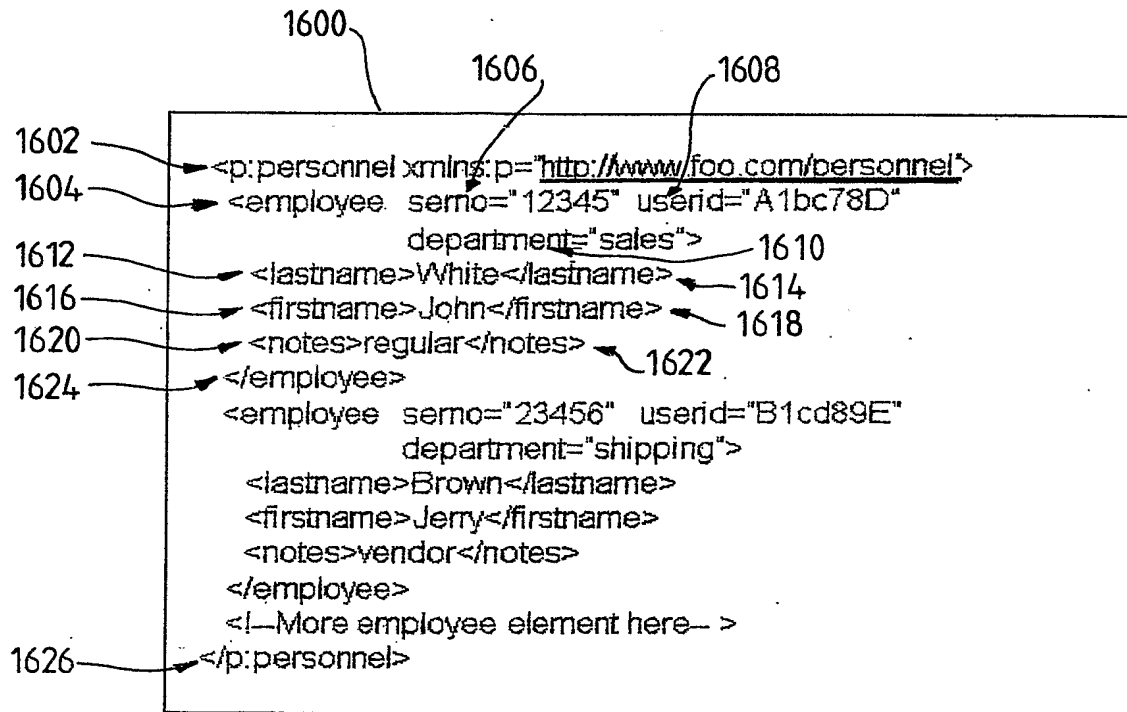 1600
1606 1608
1602 <p:personnel xmlns:p="http://www.foo.com/personnel">
1604 <employee serno="12345" userid="A1bc78D"
department="sales"> 1610
1612 <lastname>White</lastname> 1614
1616 <firstname>John</firstname> 1618
1620 <notes>regular</notes> 1622
1624 </employee>
<employee serno="23456" userid="B1cd89E"
department="shipping">
<lastname>Brown</lastname>
<firstname>Jerry</firstname>
<notes>vendor</notes>
</employee>
<!--More employee element here-- >
1626 </p:personnel>